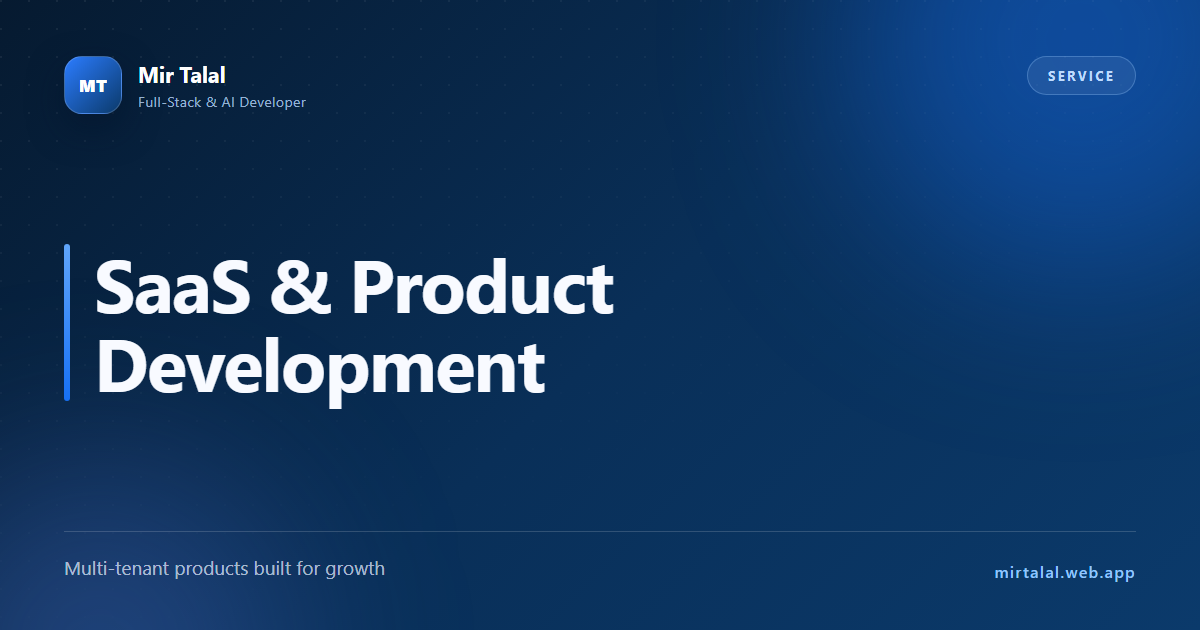 MT
Mir Talal
Full-Stack & AI Developer
SERVICE
SaaS & Product
Development
Multi-tenant products built for growth
mirtalal.web.app